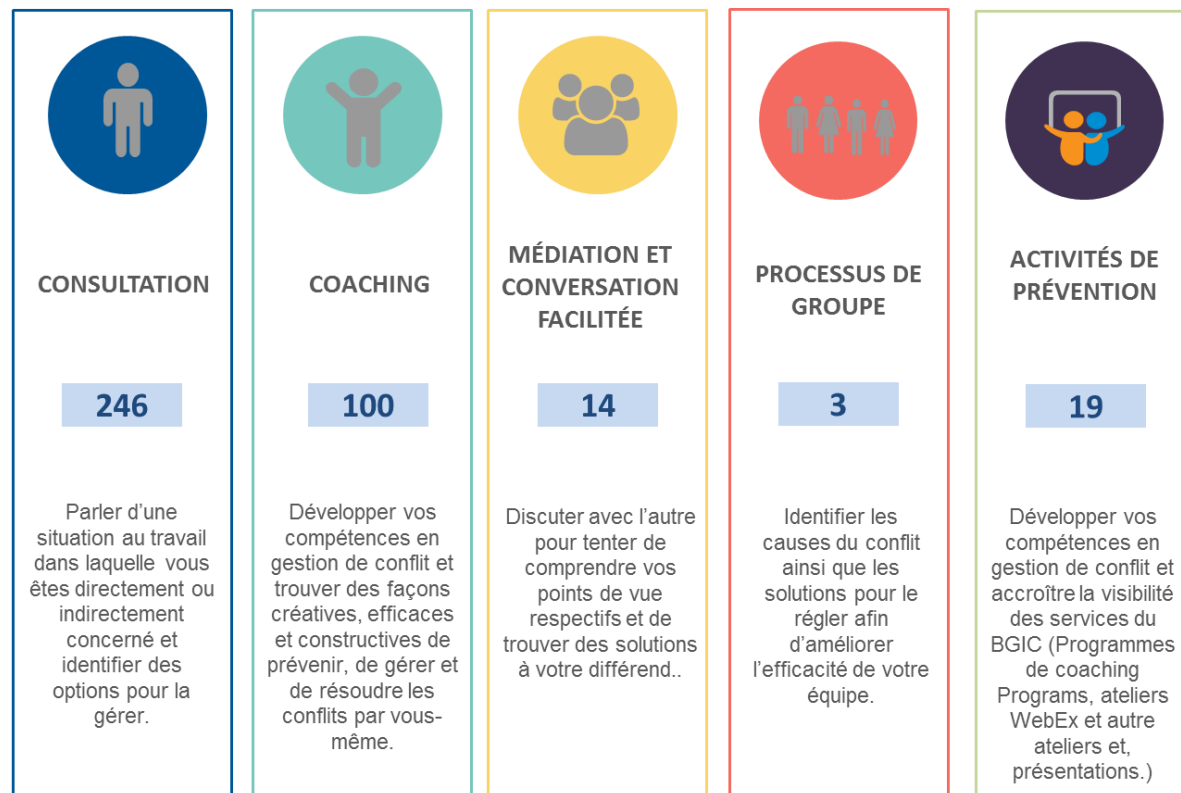 CONSULTATION
246
Parler d’une
situation au travail
dans laquelle vous
êtes directement ou
indirectement
concerné et
identifier des
options pour la
gérer.
COACHING
100
Développer vos
compétences en
gestion de conflit et
trouver des façons
créatives, efficaces
et constructives de
prévenir, de gérer et
de résoudre les
conflits par vous-
même.
MÉDIATION ET
CONVERSATION
FACILITÉE
14
Discuter avec l’autre
pour tenter de
comprendre vos
points de vue
respectifs et de
trouver des solutions
à votre différend..
PROCESSUS DE
GROUPE
3
Identifier les
causes du conflit
ainsi que les
solutions pour le
régler afin
d’améliorer
l’efficacité de votre
équipe.
ACTIVITÉS DE
PRÉVENTION
19
Développer vos
compétences en
gestion de conflit et
accroître la visibilité
des services du
BGIC (Programmes
de coaching
Programs, ateliers
WebEx et autre
ateliers et,
présentations.)